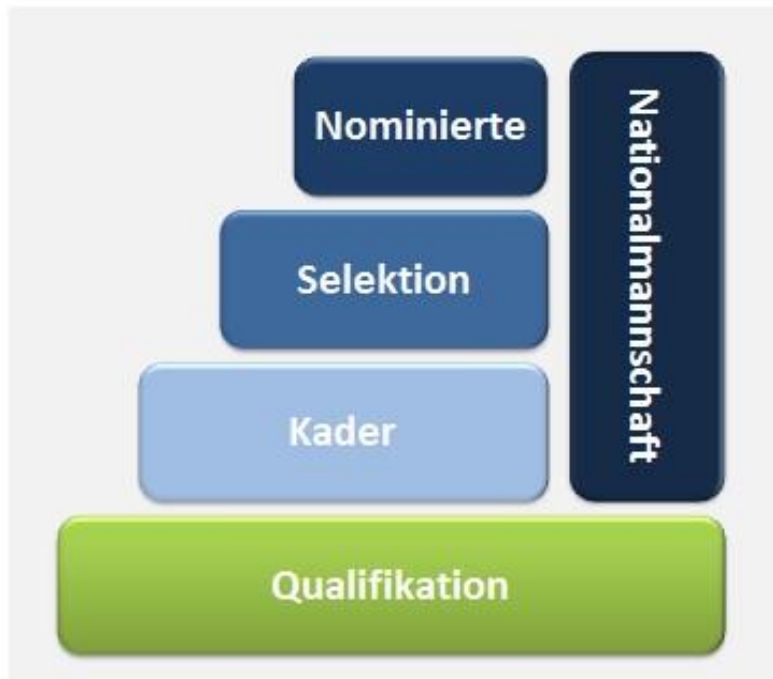 Nominierte
Selektion
Kader
Nationalmannschaft
Qualifikation